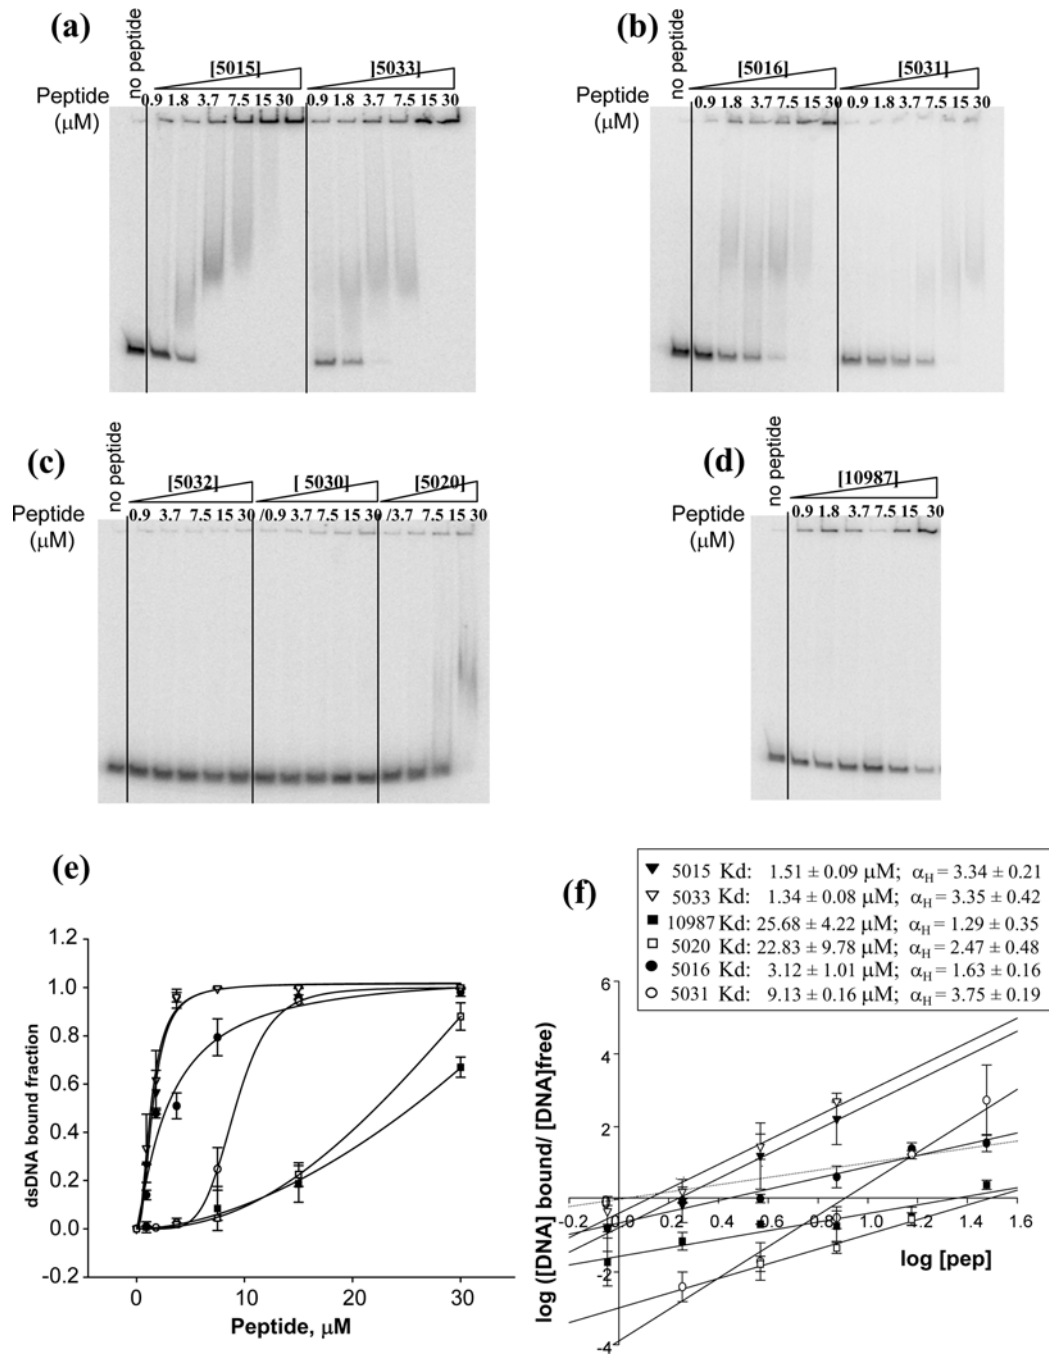 (a)
no peptide
[5015]
[5033]
Peptide
(μM)
0.9 1.8 3.7 7.5 15 30
0.9 1.8 3.7 7.5 15 30
(b)
no peptide
[5016]
[5031]
Peptide
(μM)
0.9 1.8 3.7 7.5 15 30
0.9 1.8 3.7 7.5 15 30
(c)
no peptide
[5032]
[5030]
[5020]
Peptide
(μM)
0.9 3.7 7.5 15 30
/0.9 3.7 7.5 15 30
/3.7 7.5 15 30
(d)
no peptide
[10987]
Peptide
(μM)
0.9 1.8 3.7 7.5 15 30
(e)
dsDNA bound fraction
1.2
1.0
0.8
0.6
0.4
0.2
0.0
-0.2
0 10 20 30
Peptide, μM
(f)
5015 Kd: 1.51 ± 0.09 μM; αH = 3.34 ± 0.21
5033 Kd: 1.34 ± 0.08 μM; αH = 3.35 ± 0.42
10987 Kd: 25.68 ± 4.22 μM; αH = 1.29 ± 0.35
5020 Kd: 22.83 ± 9.78 μM; αH = 2.47 ± 0.48
5016 Kd: 3.12 ± 1.01 μM; αH = 1.63 ± 0.16
5031 Kd: 9.13 ± 0.16 μM; αH = 3.75 ± 0.19
log ([DNA] bound/ [DNA]free)
6
4
2
-0.2 0 0.2 0.4 0.6 0.8 1 1.2 1.4 1.6
-2
-4
log [pep]